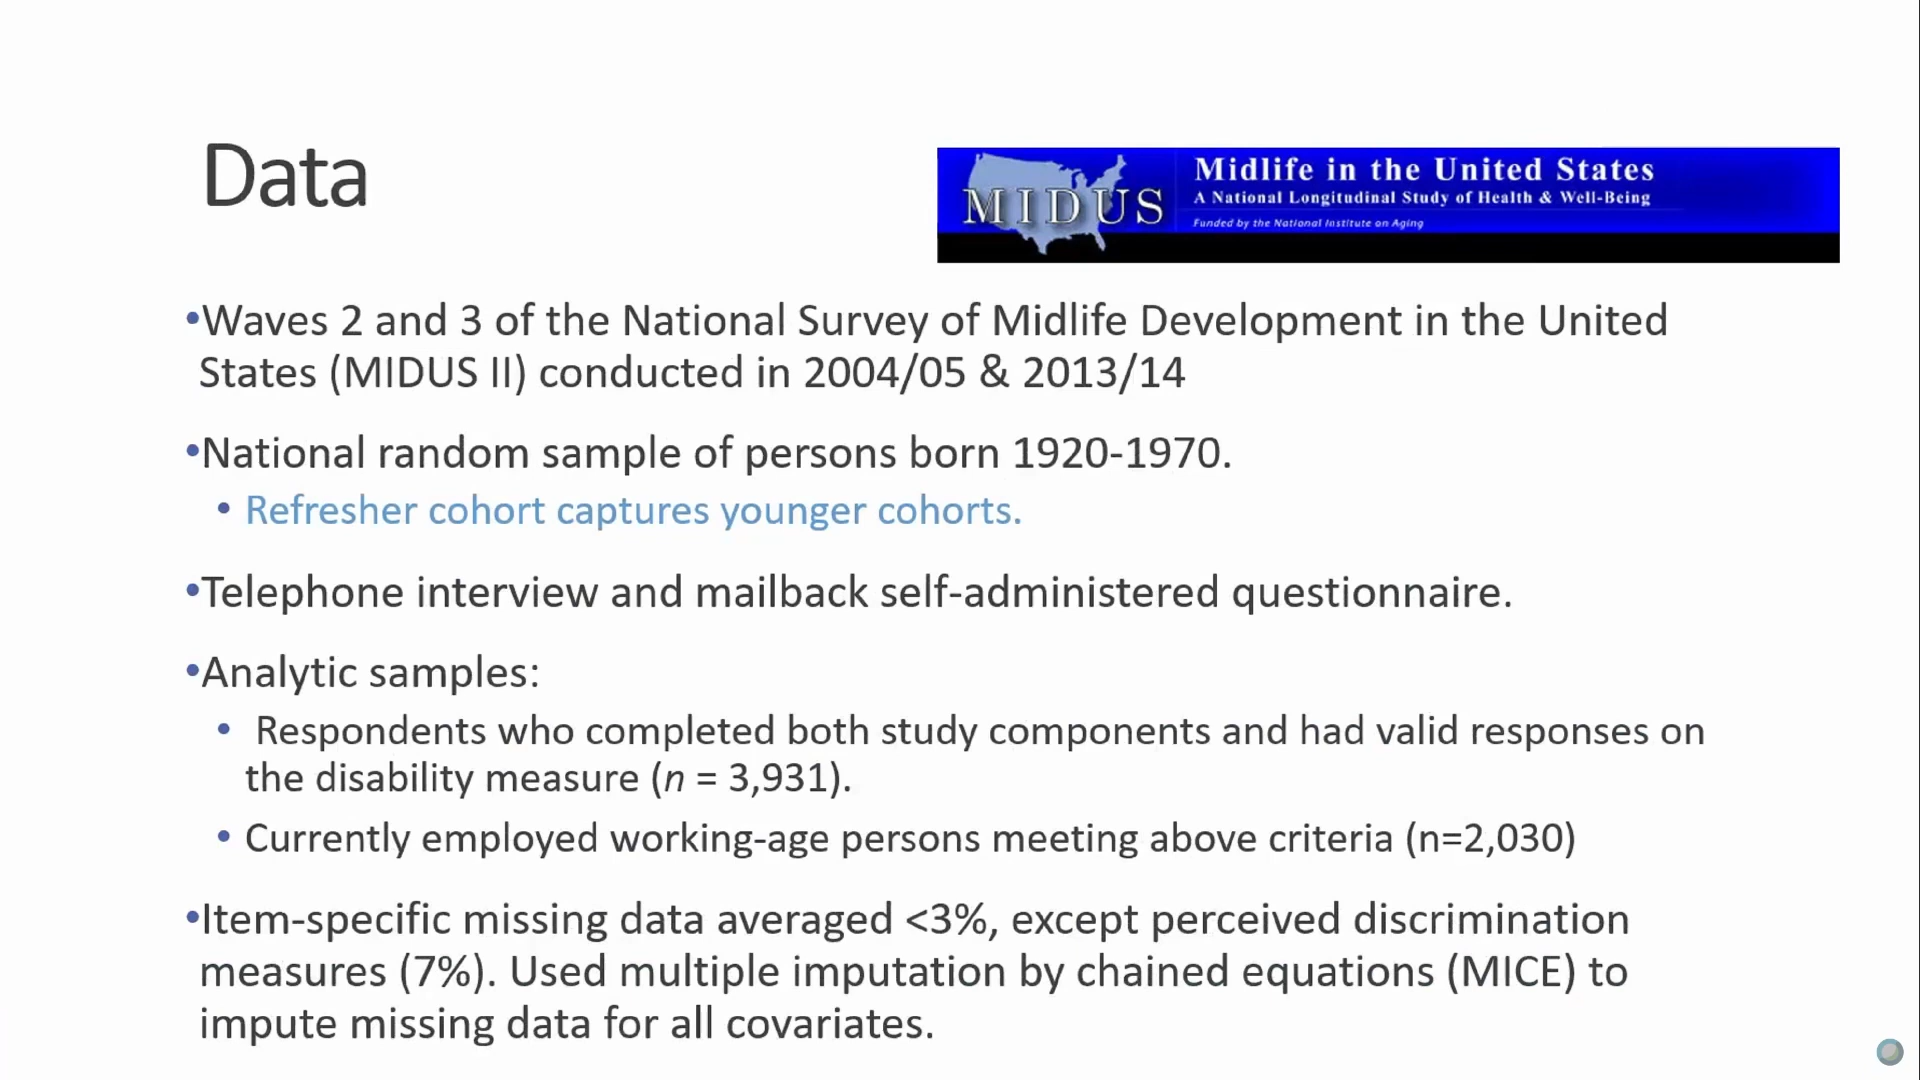 Data
MIDUS
Midlife in the United States
A National Longitudinal Study of Health & Well-Being
Funded by the National Institute on Aging
•Waves 2 and 3 of the National Survey of Midlife Development in the United
States (MIDUS II) conducted in 2004/05 & 2013/14
•National random sample of persons born 1920-1970.
• Refresher cohort captures younger cohorts.
•Telephone interview and mailback self-administered questionnaire.
•Analytic samples:
• Respondents who completed both study components and had valid responses on
the disability measure (n = 3,931).
• Currently employed working-age persons meeting above criteria (n=2,030)
•Item-specific missing data averaged <3%, except perceived discrimination
measures (7%). Used multiple imputation by chained equations (MICE) to
impute missing data for all covariates.